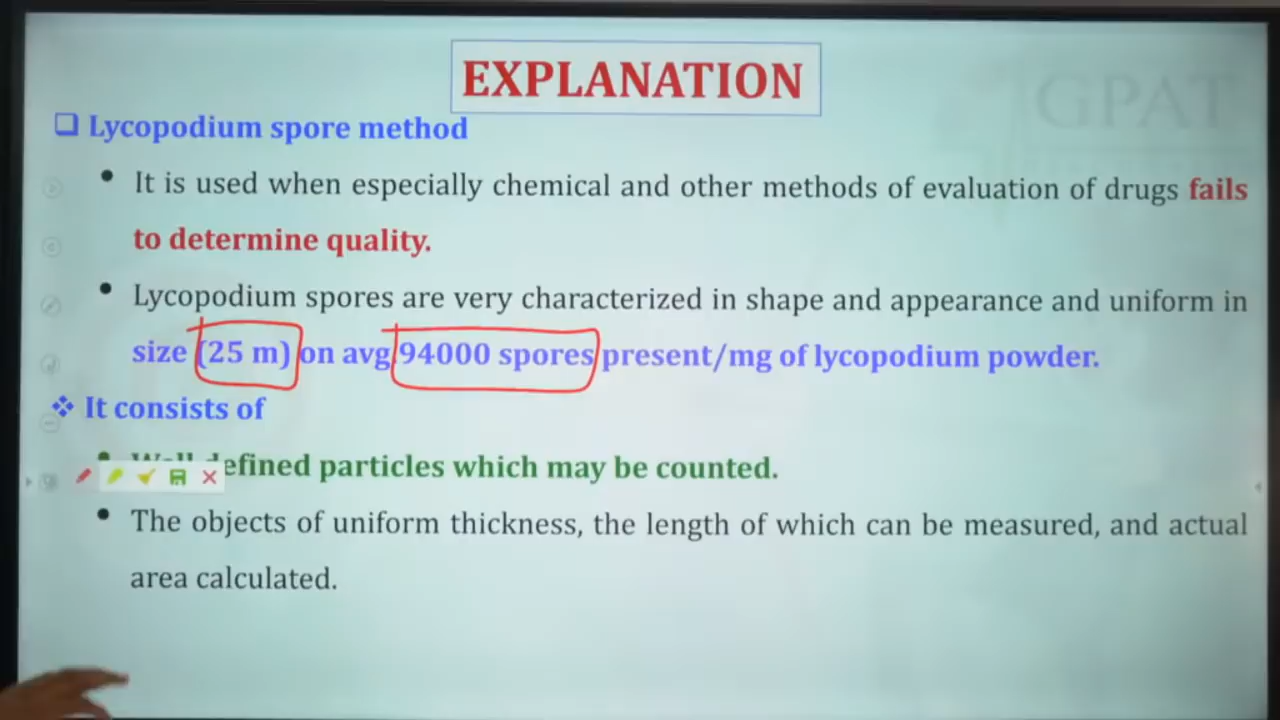 EXPLANATION
GPAT
❑ Lycopodium spore method
• It is used when especially chemical and other methods of evaluation of drugs fails
to determine quality.
• Lycopodium spores are very characterized in shape and appearance and uniform in
size (25 m) on avg 94000 spores present/mg of lycopodium powder.
❖ It consists of
• efined particles which may be counted.
• The objects of uniform thickness, the length of which can be measured, and actual
area calculated.